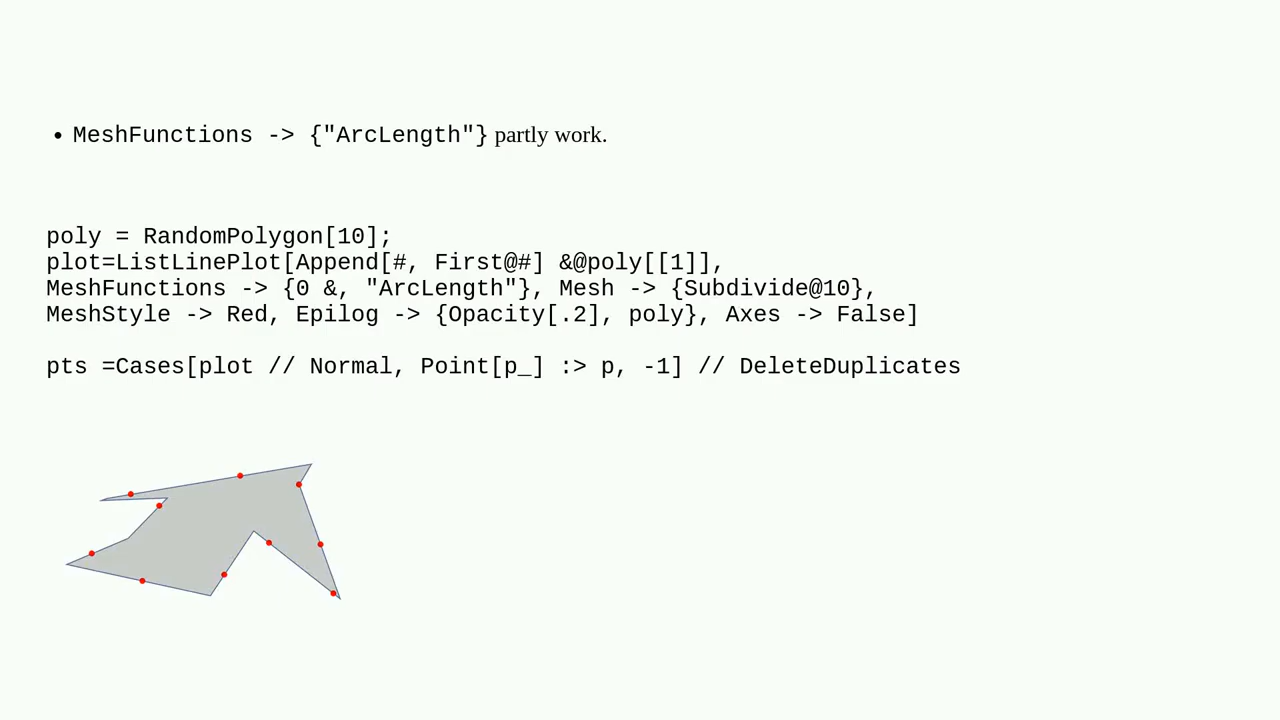 • MeshFunctions -> {"ArcLength"} partly work.
poly = RandomPolygon[10];
plot=ListLinePlot[Append[#, First@#] &@poly[[1]],
MeshFunctions -> {0 &, "ArcLength"}, Mesh -> {Subdivide@10},
MeshStyle -> Red, Epilog -> {Opacity[.2], poly}, Axes -> False]
pts =Cases[plot // Normal, Point[p_] :> p, -1] // DeleteDuplicates